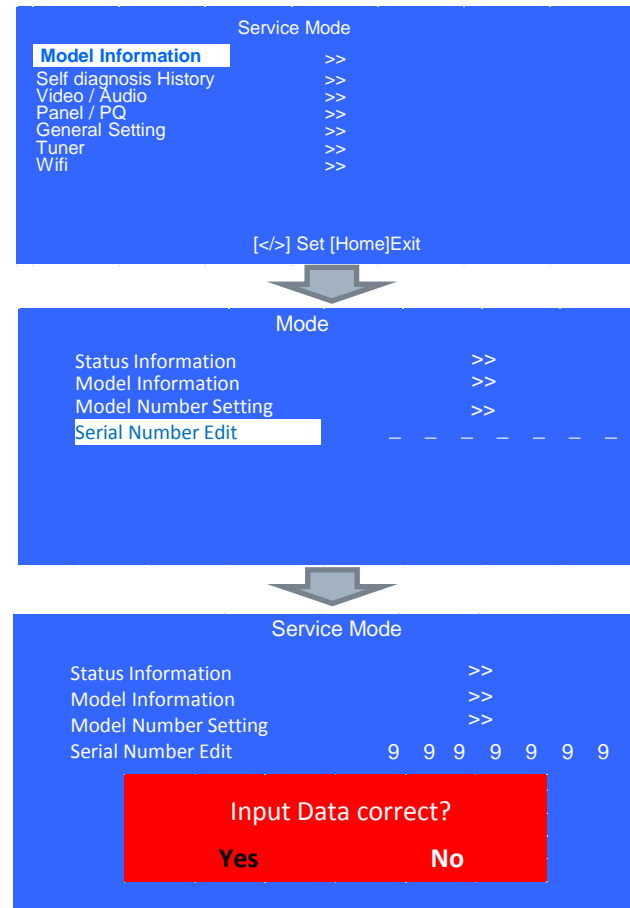 Service Mode
Model Information >>
Self diagnosis History >>
Video / Audio >>
Panel / PQ >>
General Setting >>
Tuner >>
Wifi >>
[</>] Set [Home]Exit
Mode
Status Information >>
Model Information >>
Model Number Setting >>
Serial Number Edit _ _ _ _ _ _ _
Service Mode
Status Information >>
Model Information >>
Model Number Setting >>
Serial Number Edit 9 9 9 9 9 9 9
Input Data correct?
Yes No